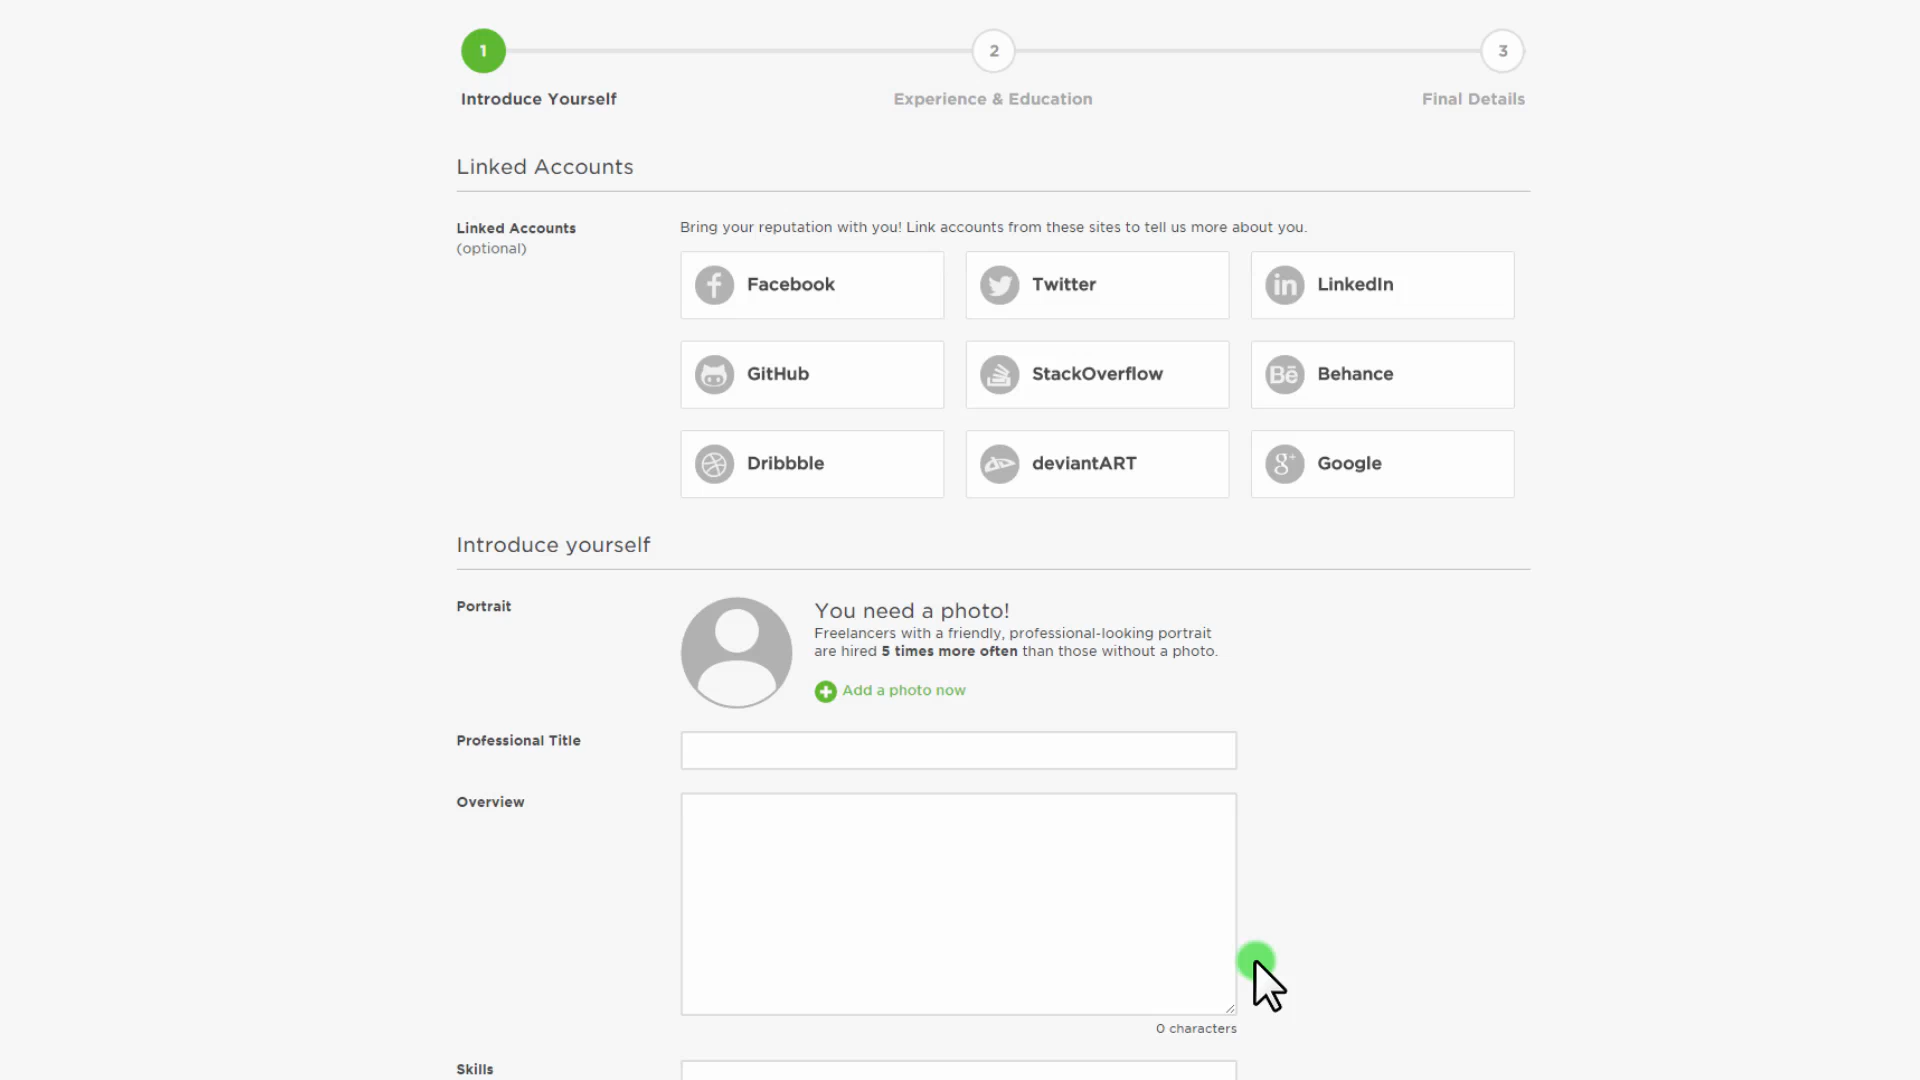 1
2
3
Introduce Yourself
Experience & Education
Final Details
Linked Accounts
Linked Accounts
(optional)
Bring your reputation with you! Link accounts from these sites to tell us more about you.
Facebook
Twitter
LinkedIn
GitHub
StackOverflow
Behance
Dribbble
deviantART
Google
Introduce yourself
Portrait
You need a photo!
Freelancers with a friendly, professional-looking portrait
are hired 5 times more often than those without a photo.
Add a photo now
Professional Title
Overview
0 characters
Skills